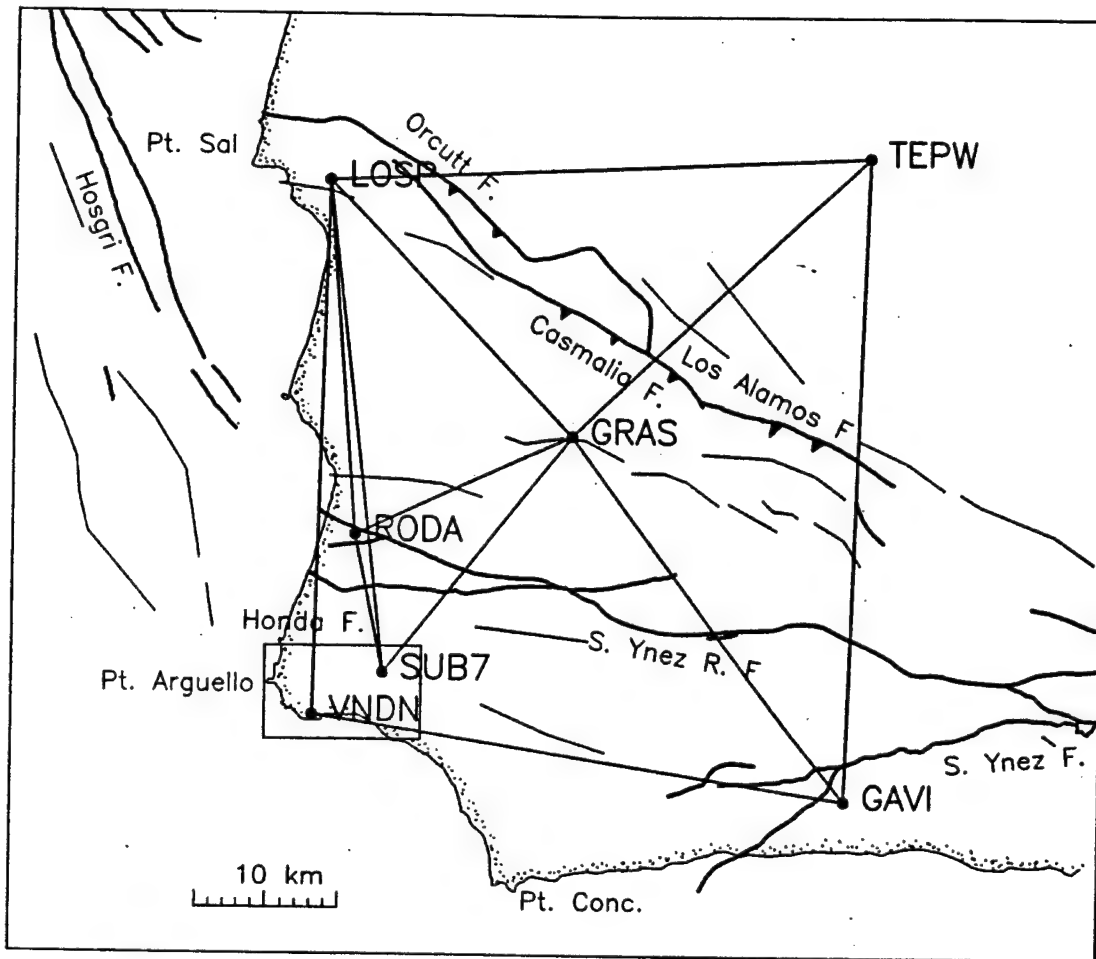 Pt. Sal
Orcutt F.
LOSP
TEPW
Hosgri F.
Casmalia F.
Los Alamos F
GRAS
RODA
Honda F.
S. Ynez R. F
Pt. Arguello
SUB7
VNDN
S. Ynez F.
GAVI
10 km
Pt. Conc.